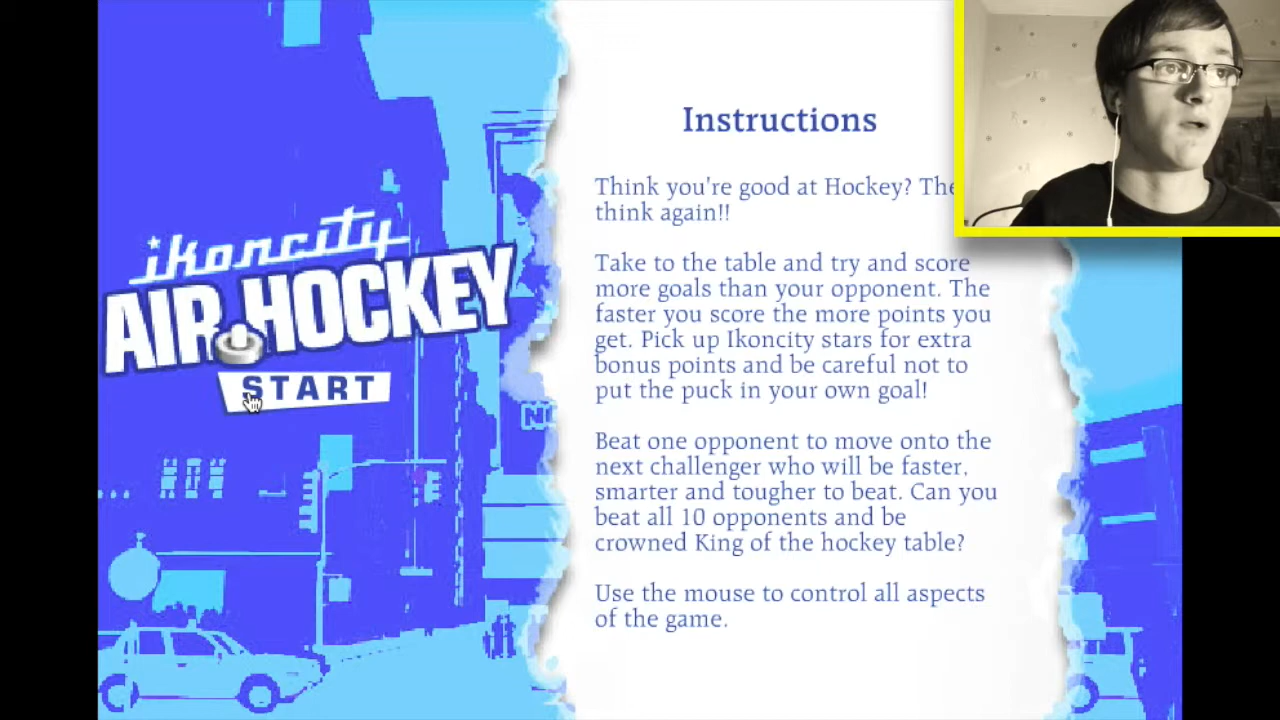 Instructions
Think you're good at Hockey? The
think again!!
Take to the table and try and score
more goals than your opponent. The
faster you score the more points you
get. Pick up Ikoncity stars for extra
bonus points and be careful not to
put the puck in your own goal!
Beat one opponent to move onto the
next challenger who will be faster,
smarter and tougher to beat. Can you
beat all 10 opponents and be
crowned King of the hockey table?
Use the mouse to control all aspects
of the game.
ikoncity
AIR HOCKEY
START